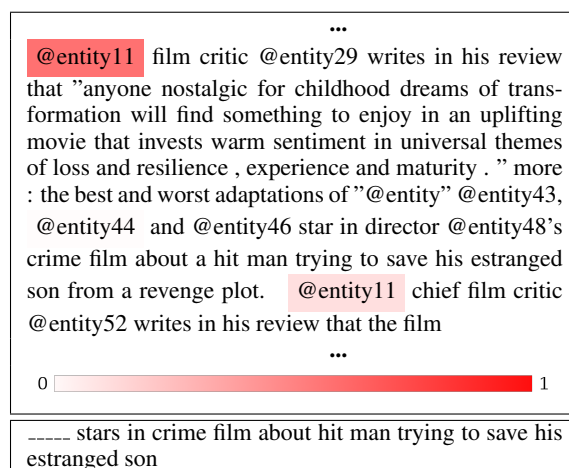 ...
@entity11 film critic @entity29 writes in his review
that ”anyone nostalgic for childhood dreams of trans-
formation will find something to enjoy in an uplifting
movie that invests warm sentiment in universal themes
of loss and resilience , experience and maturity . ” more
: the best and worst adaptations of ”@entity” @entity43,
@entity44 and @entity46 star in director @entity48’s
crime film about a hit man trying to save his estranged
son from a revenge plot. @entity11 chief film critic
@entity52 writes in his review that the film
...
0 1
_____ stars in crime film about hit man trying to save his
estranged son